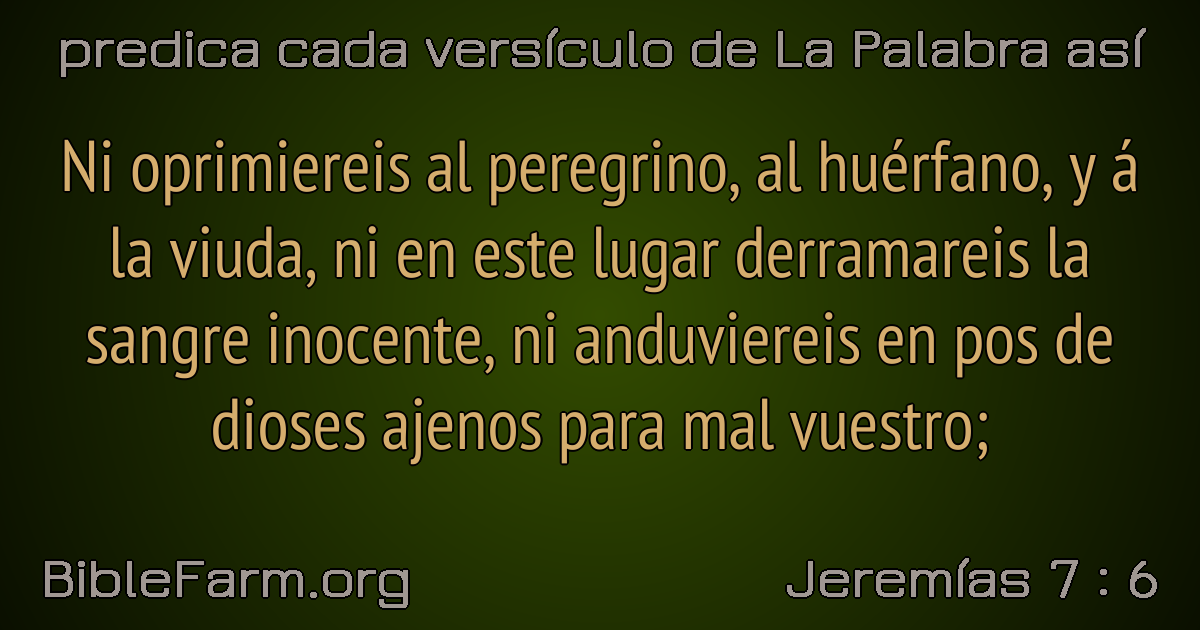 predica cada versículo de La Palabra así
Ni oprimiereis al peregrino, al huérfano, y á
la viuda, ni en este lugar derramareis la
sangre inocente, ni anduviereis en pos de
dioses ajenos para mal vuestro;
BibleFarm.org
Jeremías 7 : 6